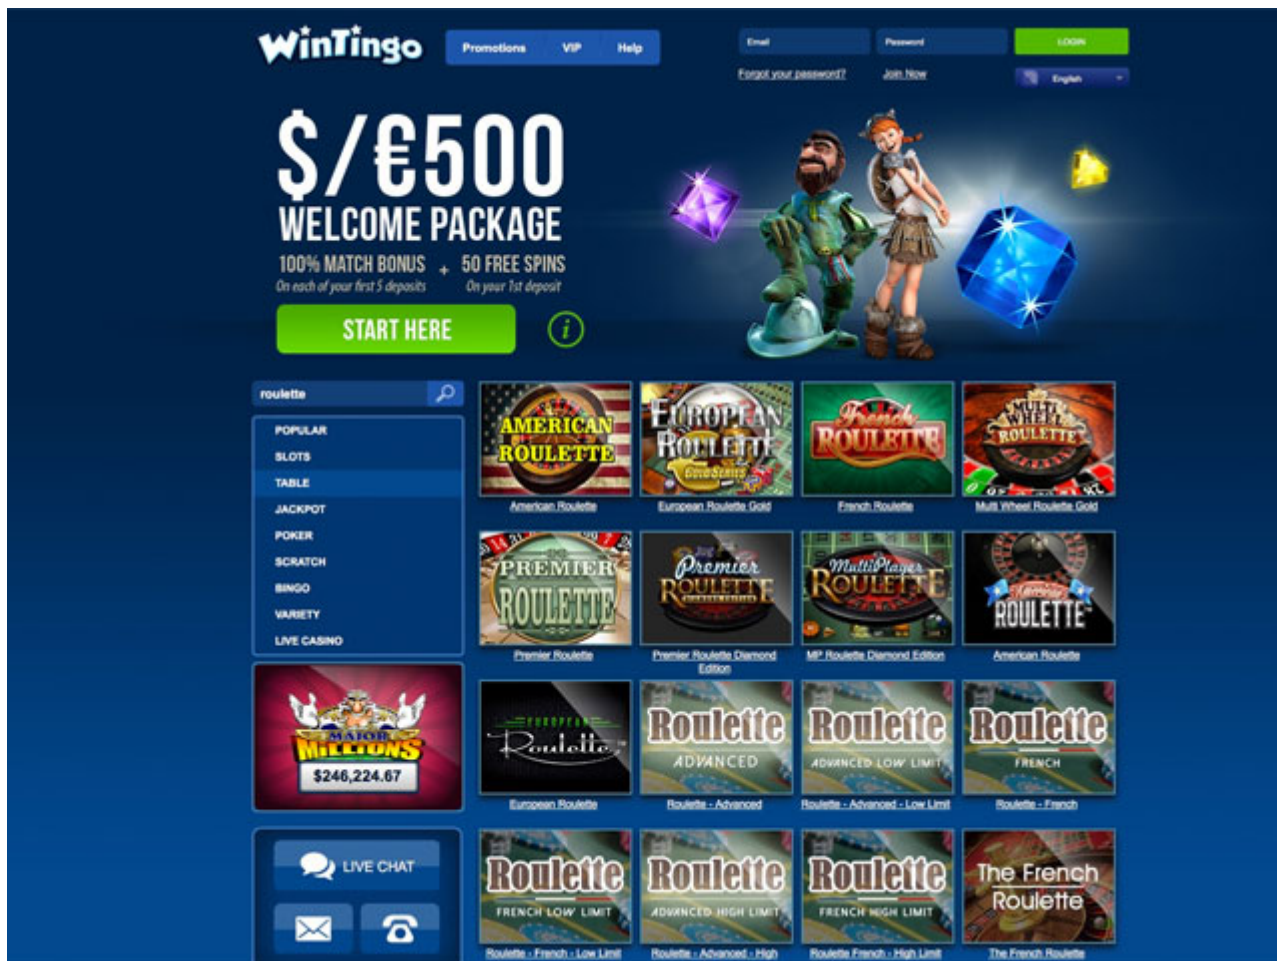 WinTingo
Promotions VIP Help
Email Password LOGIN
Forgot your password? Join Now English
$/€500
WELCOME PACKAGE
100% MATCH BONUS + 50 FREE SPINS
On each of your first 5 deposits On your 1st deposit
START HERE i
roulette
POPULAR
SLOTS
TABLE
JACKPOT
POKER
SCRATCH
BINGO
VARIETY
LIVE CASINO
MAJOR
MILLIONS
$246,224.67
LIVE CHAT
AMERICAN
ROULETTE
American Roulette
EUROPEAN
ROULETTE
GOLD SERIES
European Roulette Gold
French
ROULETTE
French Roulette
MULTI
WHEEL
ROULETTE
Multi Wheel Roulette Gold
PREMIER
ROULETTE
Premier Roulette
Premier
ROULETTE
DIAMOND EDITION
Premier Roulette Diamond
Edition
MultiPlayer
ROULETTE
MP Roulette Diamond Edition
American
ROULETTE
American Roulette
EUROPEAN
Roulette
European Roulette
Roulette
ADVANCED
Roulette - Advanced
Roulette
ADVANCED LOW LIMIT
Roulette - Advanced - Low Limit
Roulette
FRENCH
Roulette - French
Roulette
FRENCH LOW LIMIT
Roulette - French - Low Limit
Roulette
ADVANCED HIGH LIMIT
Roulette - Advanced - High
Roulette
FRENCH HIGH LIMIT
Roulette French - High Limit
The French
Roulette
The French Roulette